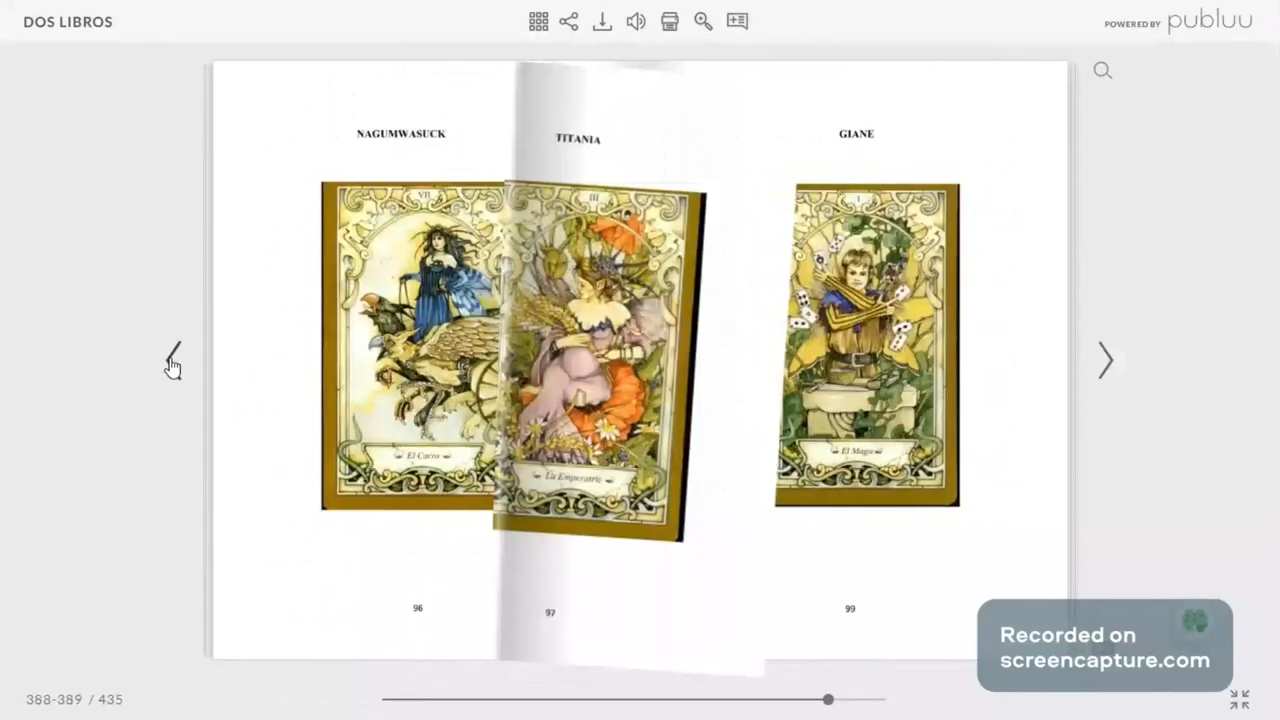 DOS LIBROS
POWERED BY publuu
NAGUMWASUCK
TITANIA
GIANE
VII
III
I
El Carro
La Emperatriz
El Mago
96
97
99
Recorded on
screencapture.com
388-389 / 435